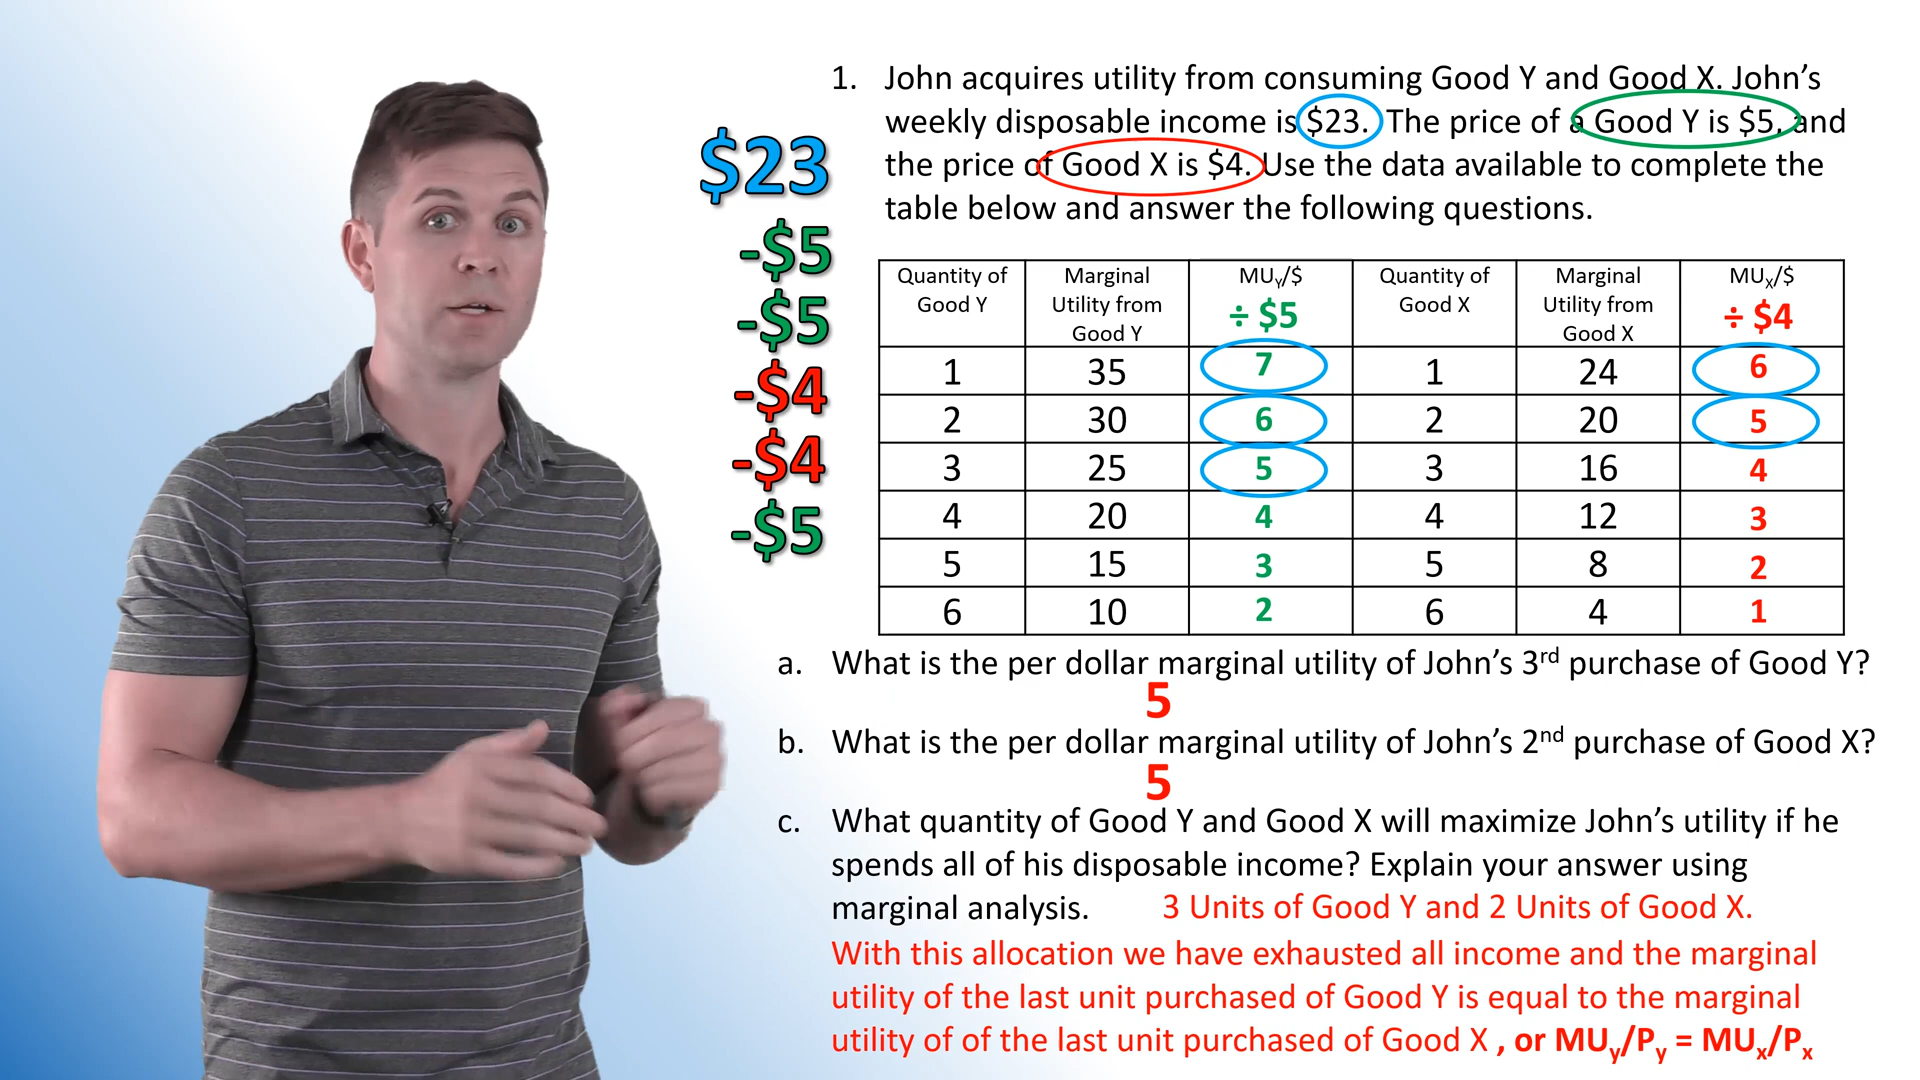 1. John acquires utility from consuming Good Y and Good X. John's
weekly disposable income is $23. The price of a Good Y is $5, and
the price of Good X is $4. Use the data available to complete the
table below and answer the following questions.
$23
-$5
-$5
-$4
-$4
-$5
Quantity of Good Y | Marginal Utility from Good Y | MUY/$ ÷ $5 | Quantity of Good X | Marginal Utility from Good X | MUX/$ ÷ $4
1 35 7 1 24 6
2 30 6 2 20 5
3 25 5 3 16 4
4 20 4 4 12 3
5 15 3 5 8 2
6 10 2 6 4 1
a. What is the per dollar marginal utility of John's 3rd purchase of Good Y?
5
b. What is the per dollar marginal utility of John's 2nd purchase of Good X?
5
c. What quantity of Good Y and Good X will maximize John's utility if he
spends all of his disposable income? Explain your answer using
marginal analysis. 3 Units of Good Y and 2 Units of Good X.
With this allocation we have exhausted all income and the marginal
utility of the last unit purchased of Good Y is equal to the marginal
utility of of the last unit purchased of Good X , or MUy/Py = MUx/Px